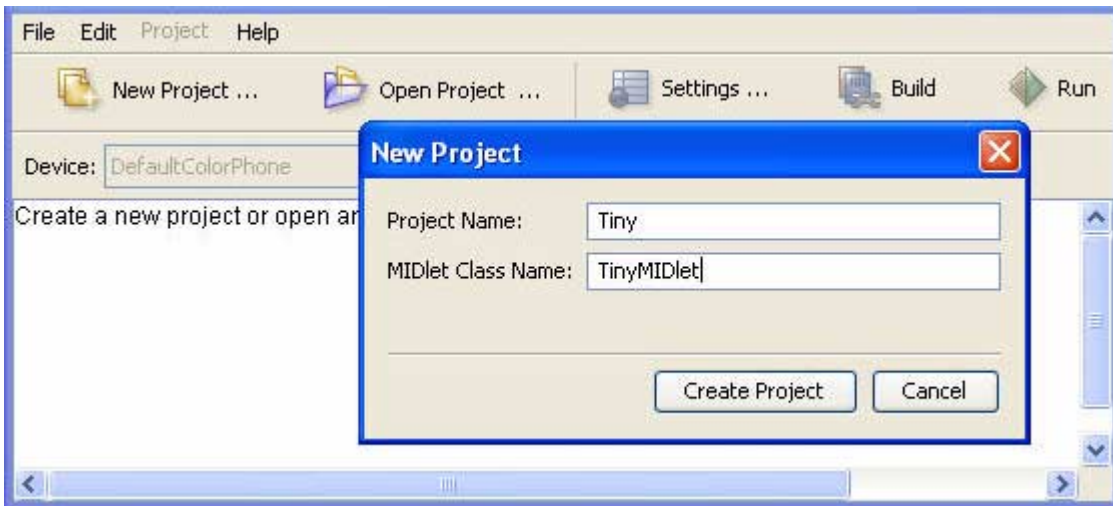 File Edit Project Help
New Project ... Open Project ... Settings ... Build Run
Device: DefaultColorPhone
Create a new project or open
New Project
Project Name: Tiny
MIDlet Class Name: TinyMIDlet
Create Project Cancel